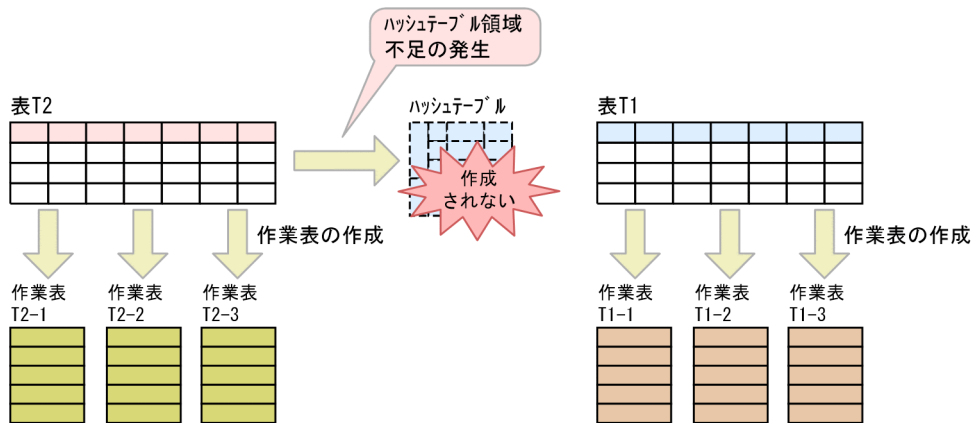 ﾊｯｼｭﾃｰﾌﾞﾙ領域
不足の発生
表T2
ﾊｯｼｭﾃｰﾌﾞﾙ
表T1
作成
されない
作業表の作成
作業表の作成
作業表
T2-1
作業表
T2-2
作業表
T2-3
作業表
T1-1
作業表
T1-2
作業表
T1-3